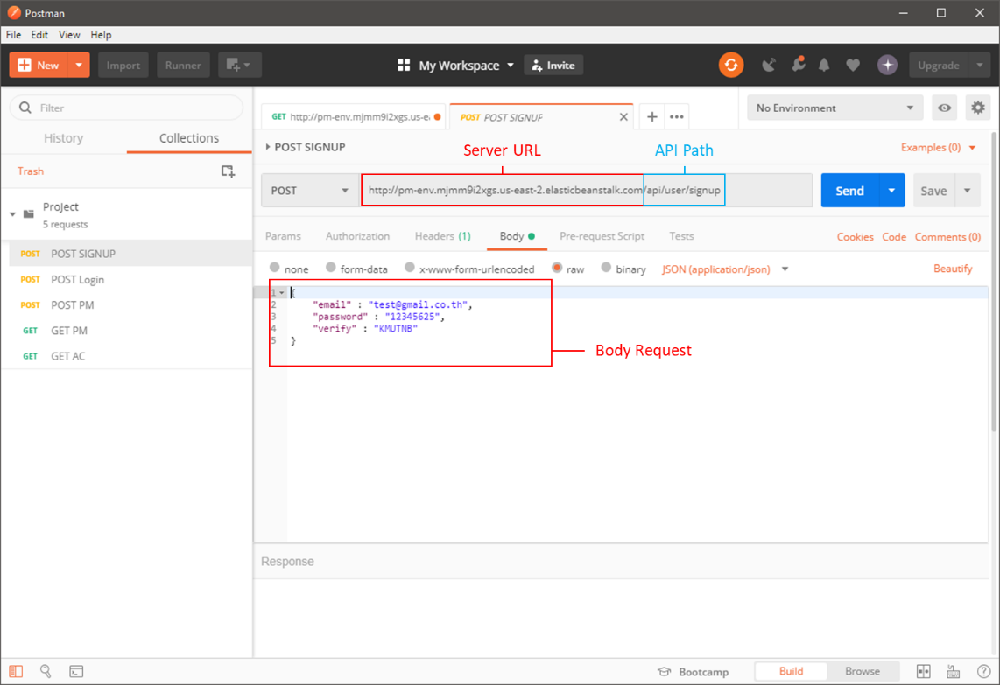 Postman
File Edit View Help
New Import Runner My Workspace Invite Upgrade
Filter
History Collections
Trash
Project
5 requests
POST POST SIGNUP
POST POST Login
POST POST PM
GET GET PM
GET GET AC
GET http://pm-env.mjmm9i2xgs.us-ea POST POST SIGNUP No Environment
POST SIGNUP Server URL API Path Examples (0)
POST http://pm-env.mjmm9i2xgs.us-east-2.elasticbeanstalk.com/api/user/signup Send Save
Params Authorization Headers (1) Body Pre-request Script Tests Cookies Code Comments (0)
none form-data x-www-form-urlencoded raw binary JSON (application/json) Beautify
1 {
2 "email" : "test@gmail.co.th",
3 "password" : "12345625",
4 "verify" : "KMUTNB"
5 }
Body Request
Response
Bootcamp Build Browse